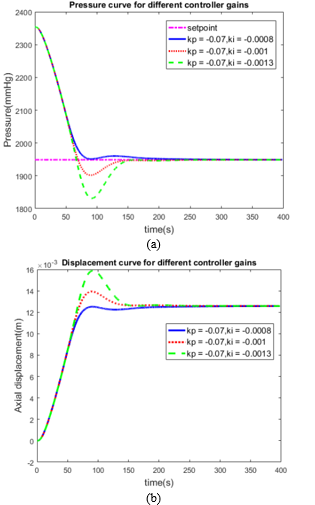 Pressure curve for different controller gains
2400
2300
2200
2100
2000
1900
1800
Pressure(mmHg)
setpoint
kp = -0.07,ki = -0.0008
kp = -0.07,ki = -0.001
kp = -0.07,ki = -0.0013
0 50 100 150 200 250 300 350 400
time(s)
(a)
× 10⁻³ Displacement curve for different controller gains
16
14
12
10
8
6
4
2
0
-2
Axial displacement(m)
kp = -0.07,ki = -0.0008
kp = -0.07,ki = -0.001
kp = -0.07,ki = -0.0013
0 50 100 150 200 250 300 350 400
time(s)
(b)